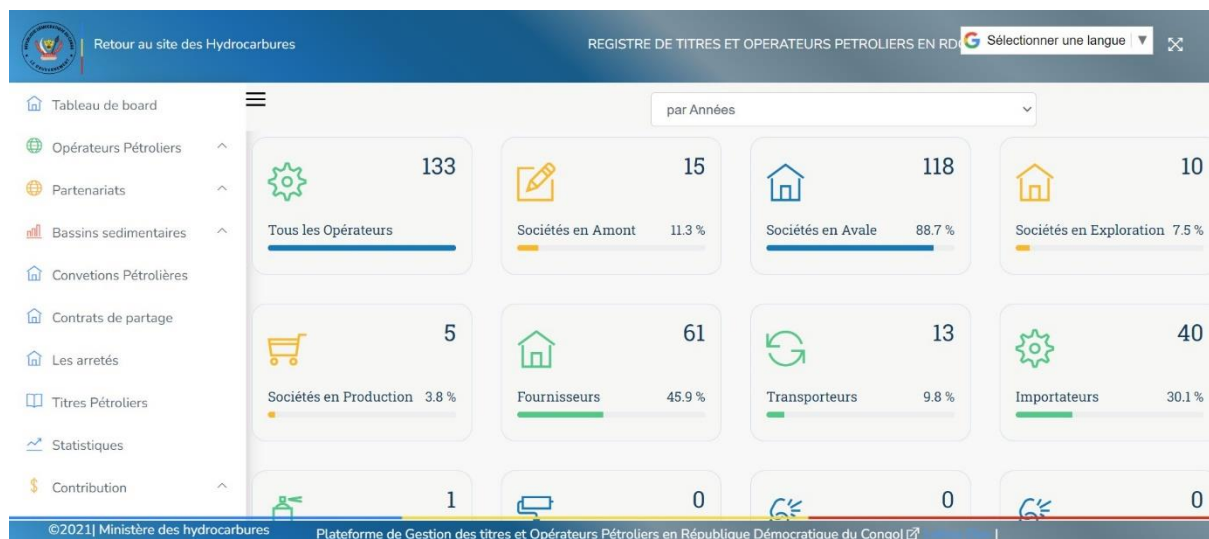 Retour au site des Hydrocarbures
REGISTRE DE TITRES ET OPERATEURS PETROLIERS EN
Sélectionner une langue ▼
Tableau de board
par Années
Opérateurs Pétroliers
Partenariats
Bassins sedimentaires
Convetions Pétrolières
Contrats de partage
Les arretés
Titres Pétroliers
Statistiques
Contribution
133
Tous les Opérateurs
15
Sociétés en Amont 11.3 %
118
Sociétés en Avale 88.7 %
10
Sociétés en Exploration 7.5 %
5
Sociétés en Production 3.8 %
61
Fournisseurs 45.9 %
13
Transporteurs 9.8 %
40
Importateurs 30.1 %
1
0
0
0
©2021| Ministère des hydrocarbures
Plateforme de Gestion des titres et Opérateurs Pétroliers en République Démocratique du Congo|